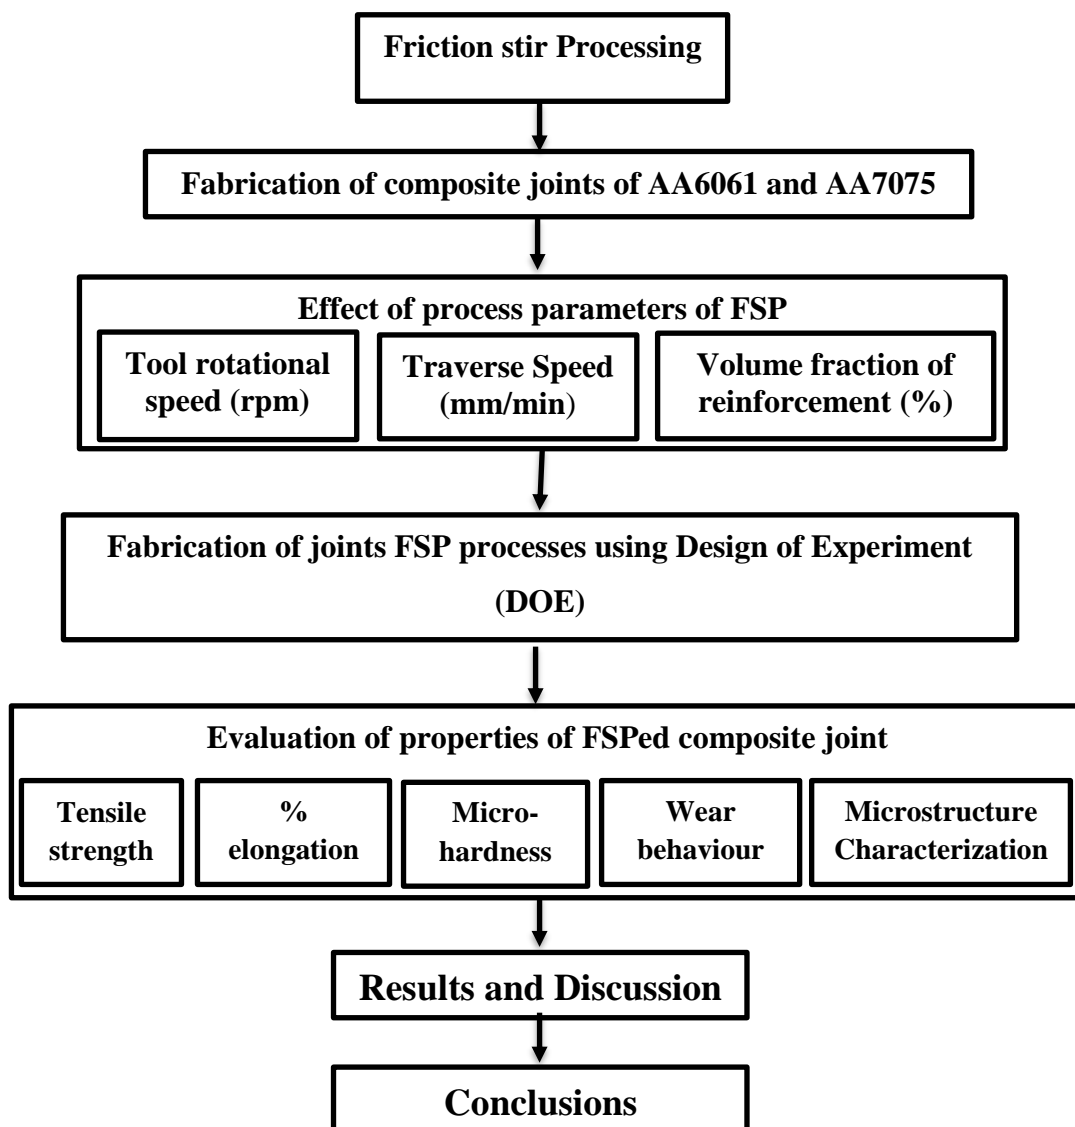 Friction stir Processing
Fabrication of composite joints of AA6061 and AA7075
Effect of process parameters of FSP
Tool rotational
speed (rpm)
Traverse Speed
(mm/min)
Volume fraction of
reinforcement (%)
Fabrication of joints FSP processes using Design of Experiment
(DOE)
Evaluation of properties of FSPed composite joint
Tensile
strength
%
elongation
Micro-
hardness
Wear
behaviour
Microstructure
Characterization
Results and Discussion
Conclusions